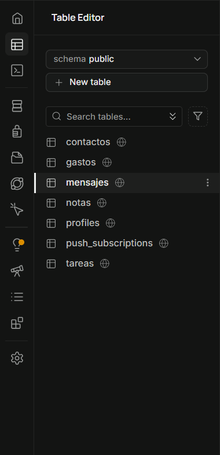 Table Editor
schema public
New table
Search tables...
contactos
gastos
mensajes
notas
profiles
push_subscriptions
tareas